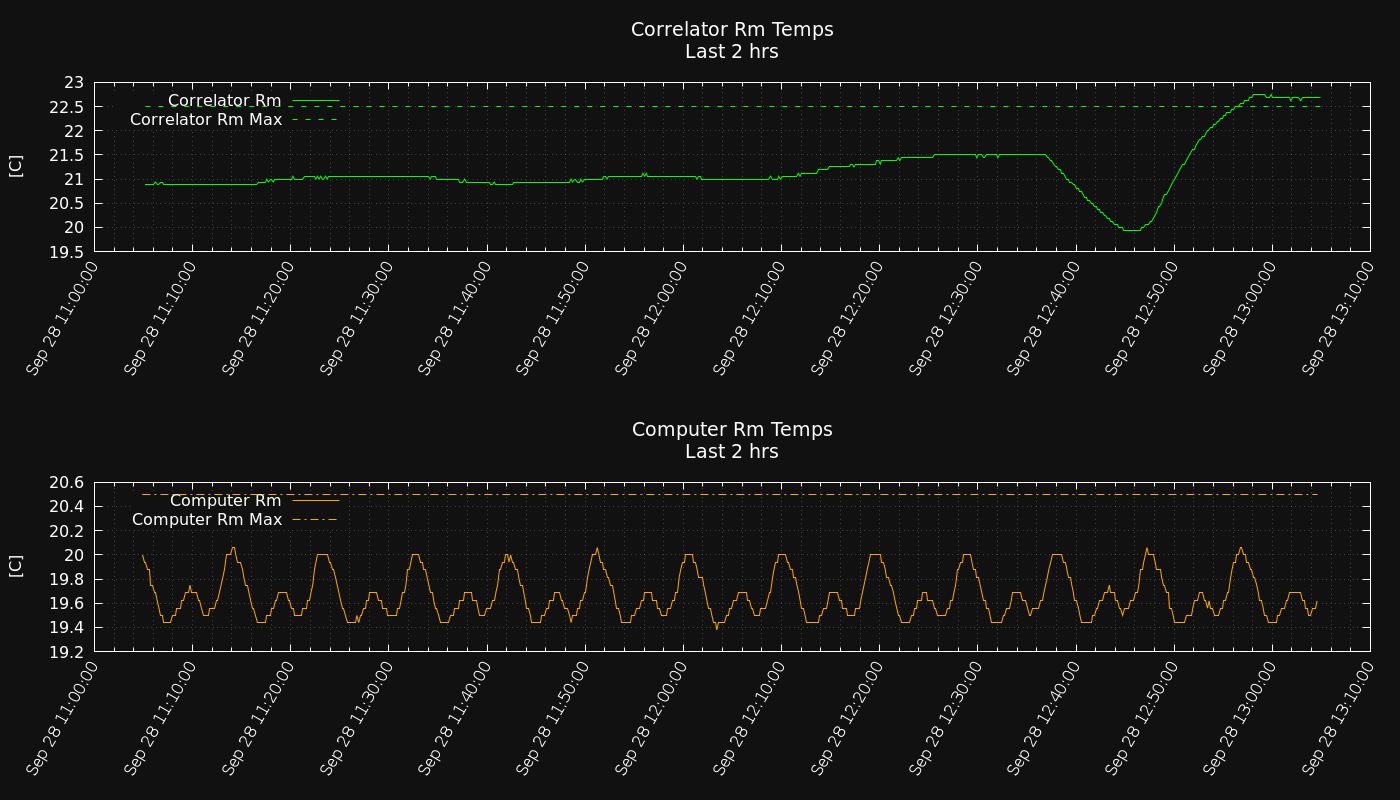 Correlator Rm Temps
Last 2 hrs
23
22.5
22
21.5
21
20.5
20
19.5
[C]
Correlator Rm
Correlator Rm Max
Sep 28 11:00:00
Sep 28 11:10:00
Sep 28 11:20:00
Sep 28 11:30:00
Sep 28 11:40:00
Sep 28 11:50:00
Sep 28 12:00:00
Sep 28 12:10:00
Sep 28 12:20:00
Sep 28 12:30:00
Sep 28 12:40:00
Sep 28 12:50:00
Sep 28 13:00:00
Sep 28 13:10:00
Computer Rm Temps
Last 2 hrs
20.6
20.4
20.2
20
19.8
19.6
19.4
19.2
[C]
Computer Rm
Computer Rm Max
Sep 28 11:00:00
Sep 28 11:10:00
Sep 28 11:20:00
Sep 28 11:30:00
Sep 28 11:40:00
Sep 28 11:50:00
Sep 28 12:00:00
Sep 28 12:10:00
Sep 28 12:20:00
Sep 28 12:30:00
Sep 28 12:40:00
Sep 28 12:50:00
Sep 28 13:00:00
Sep 28 13:10:00